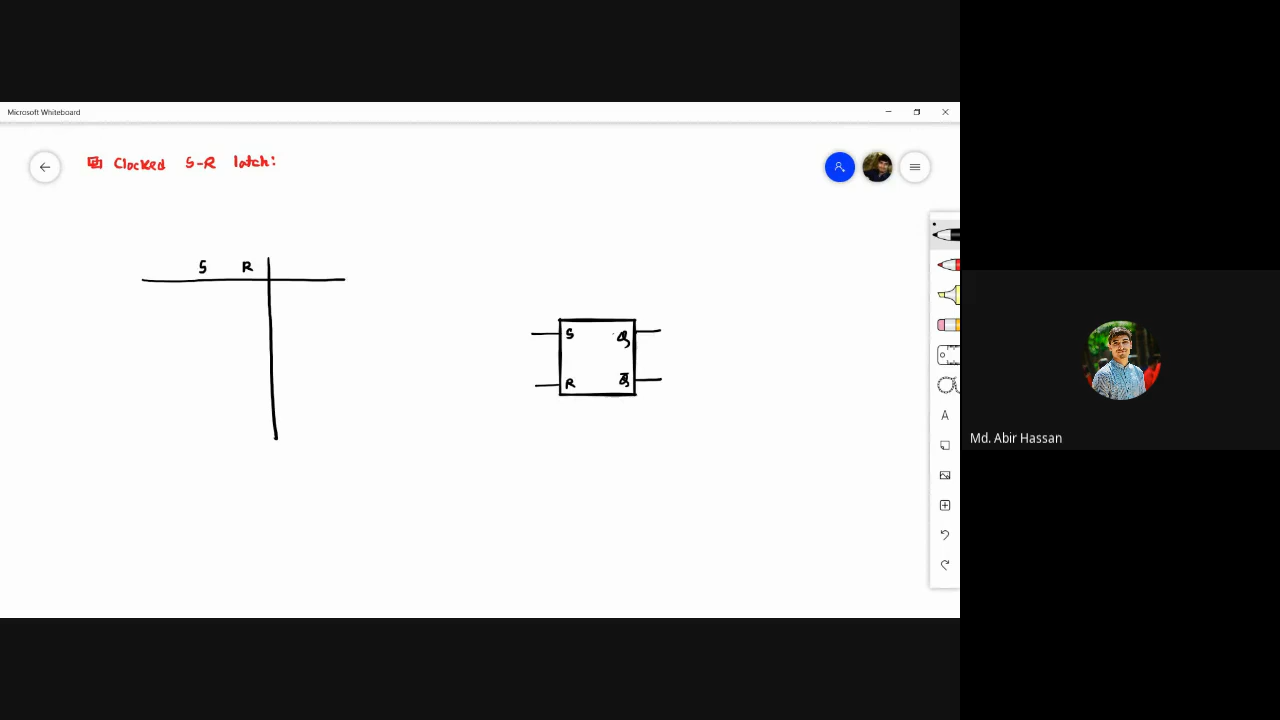 Microsoft Whiteboard
Clocked S-R latch:
S R
S Q
R Q̅
A
Md. Abir Hassan